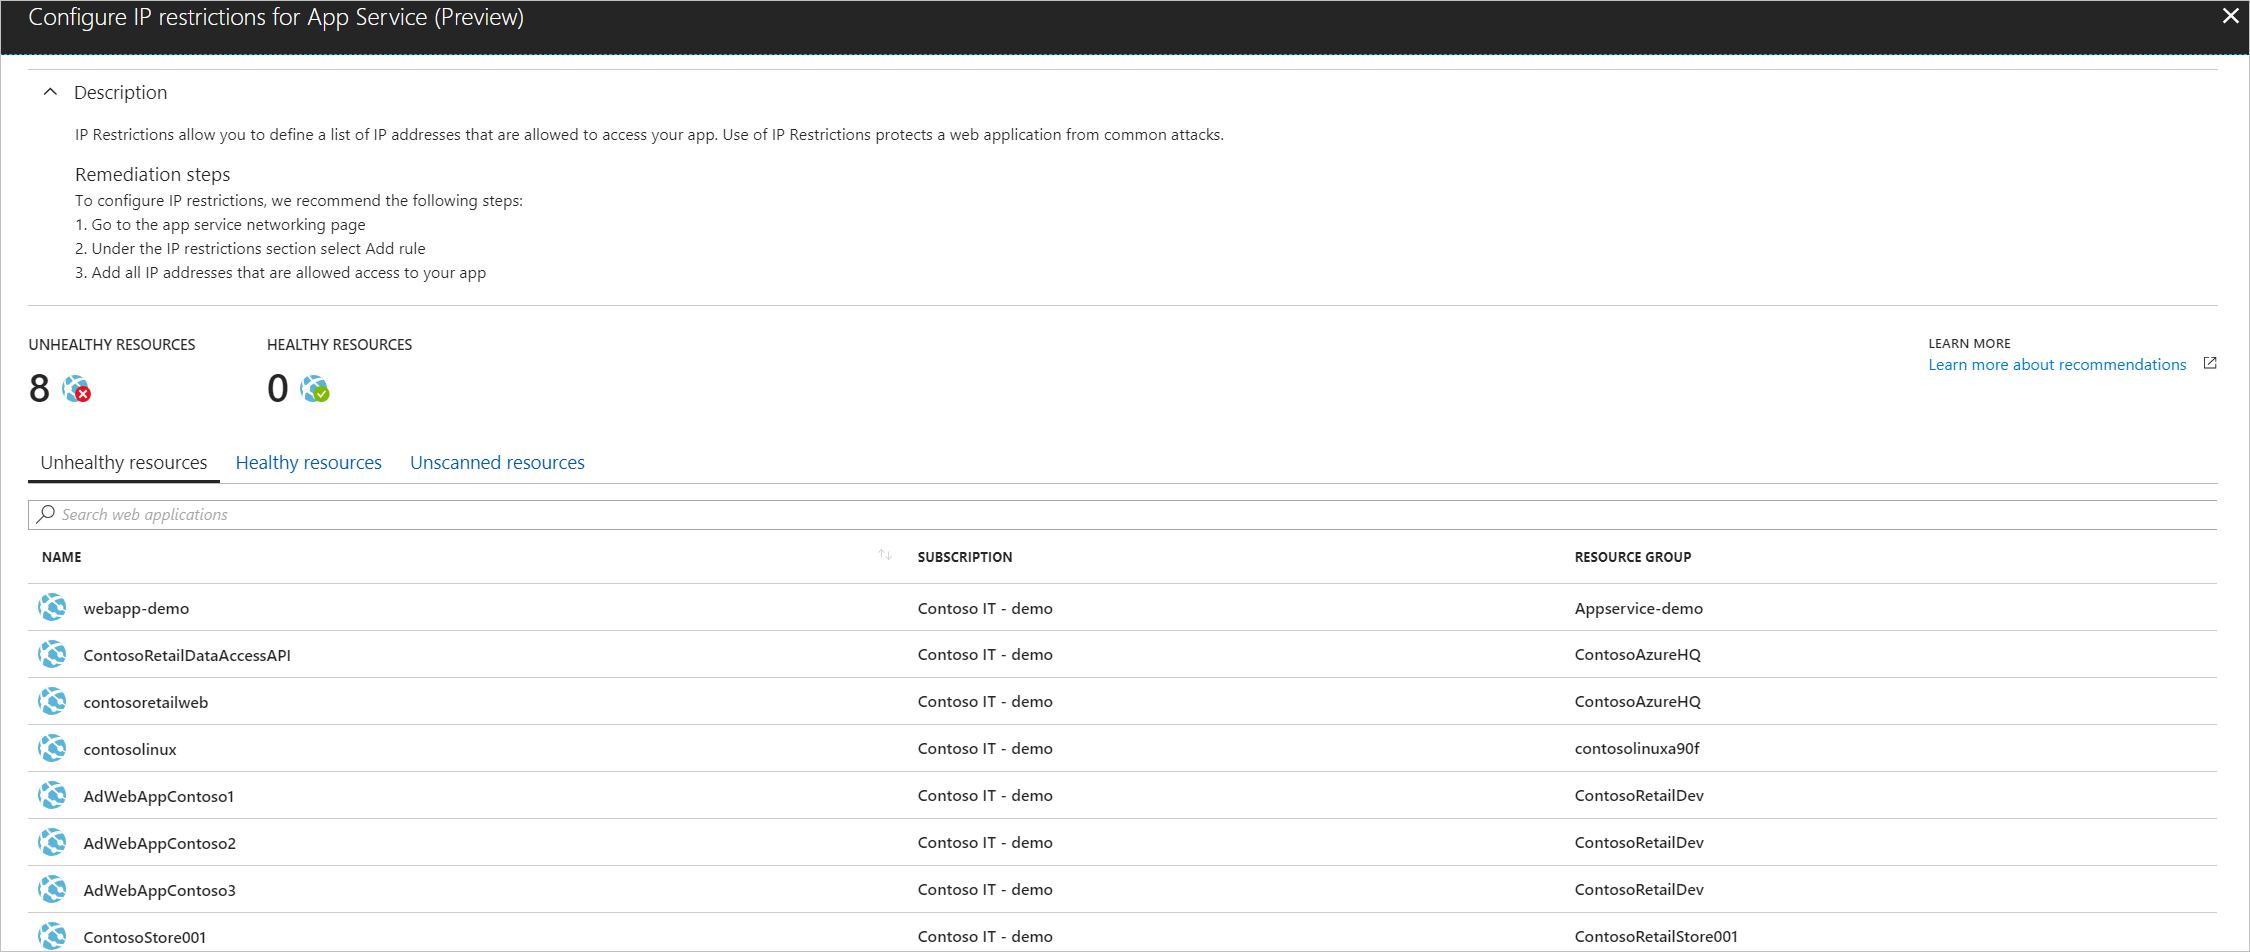 Configure IP restrictions for App Service (Preview)
Description
IP Restrictions allow you to define a list of IP addresses that are allowed to access your app. Use of IP Restrictions protects a web application from common attacks.
Remediation steps
To configure IP restrictions, we recommend the following steps:
1. Go to the app service networking page
2. Under the IP restrictions section select Add rule
3. Add all IP addresses that are allowed access to your app
UNHEALTHY RESOURCES HEALTHY RESOURCES LEARN MORE
8 0 Learn more about recommendations
Unhealthy resources Healthy resources Unscanned resources
Search web applications
NAME SUBSCRIPTION RESOURCE GROUP
webapp-demo Contoso IT - demo Appservice-demo
ContosoRetailDataAccessAPI Contoso IT - demo ContosoAzureHQ
contosoretailweb Contoso IT - demo ContosoAzureHQ
contosolinux Contoso IT - demo contosolinuxa90f
AdWebAppContoso1 Contoso IT - demo ContosoRetailDev
AdWebAppContoso2 Contoso IT - demo ContosoRetailDev
AdWebAppContoso3 Contoso IT - demo ContosoRetailDev
ContosoStore001 Contoso IT - demo ContosoRetailStore001